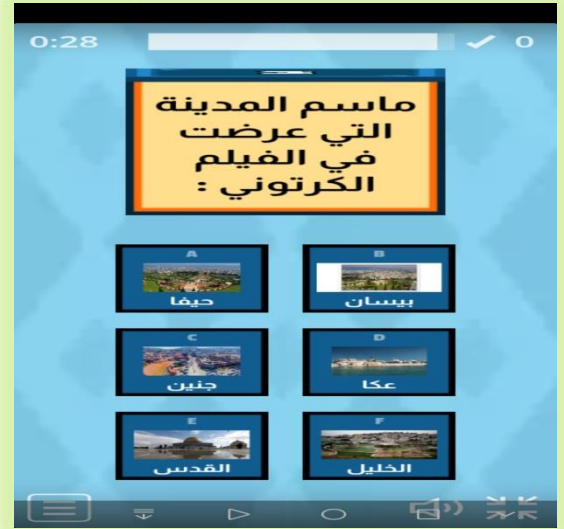 0:28
0
ماسم المدينة
التي عرضت
في الفيلم
الكرتوني :
A
حيفا
B
بيسان
C
جنين
D
عكا
E
القدس
F
الخليل